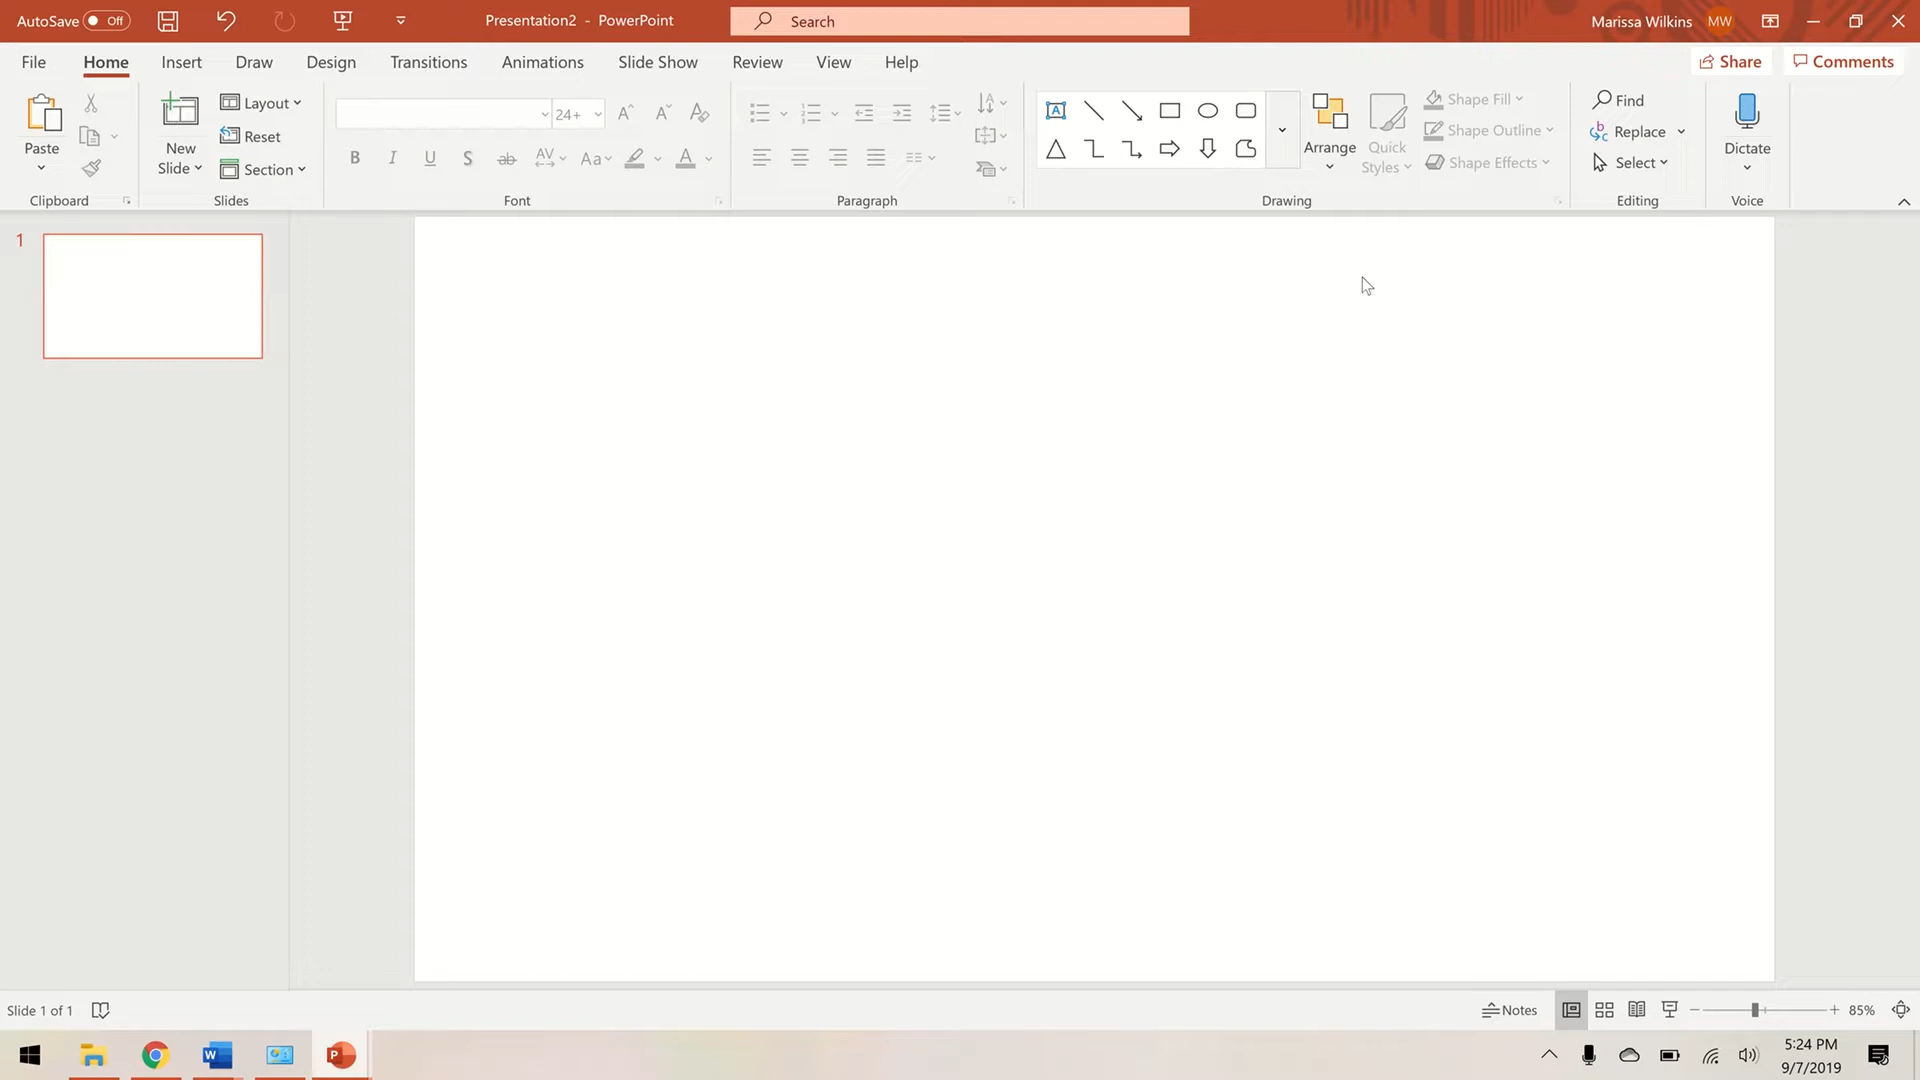 AutoSave Off Presentation2 - PowerPoint Search Marissa Wilkins MW
File Home Insert Draw Design Transitions Animations Slide Show Review View Help Share Comments
Paste
New
Slide
Layout
Reset
Section
24+
B I U S ab AV Aa A
A
Arrange
Quick
Styles
Shape Fill
Shape Outline
Shape Effects
Find
Replace
Select
Dictate
Clipboard Slides Font Paragraph Drawing Editing Voice
1
Slide 1 of 1 Notes 85%
5:24 PM
9/7/2019